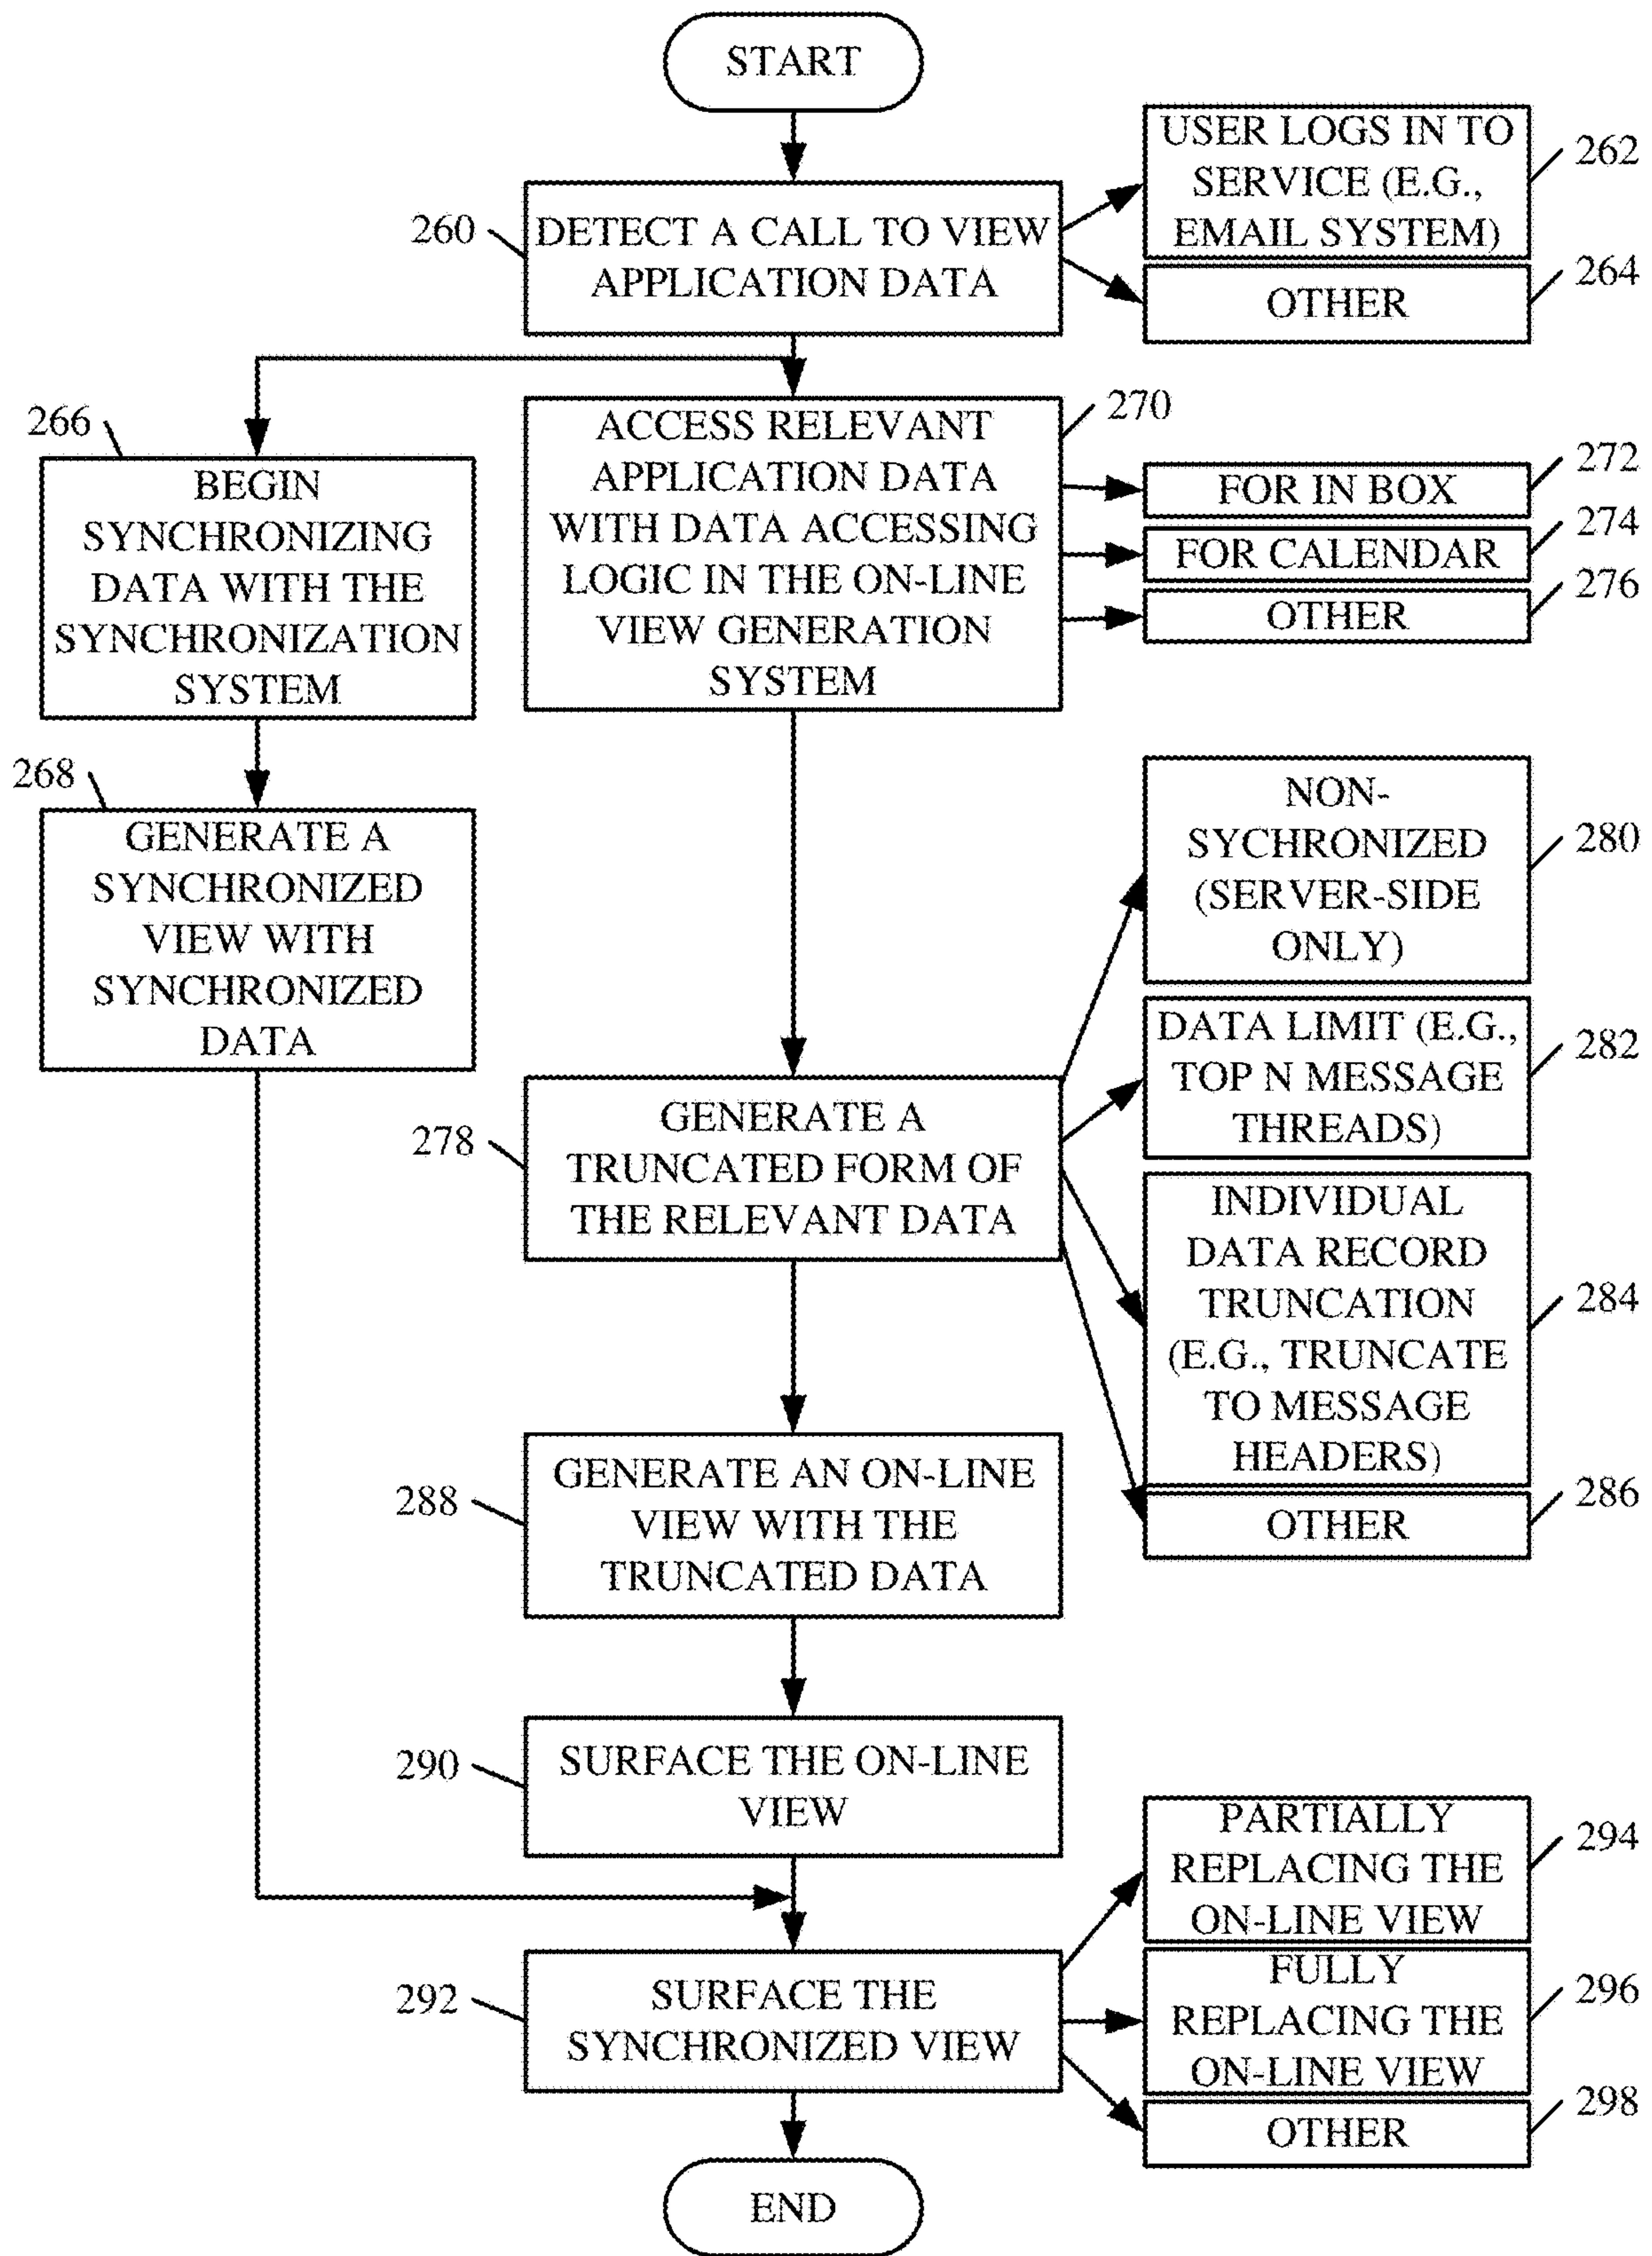 START
USER LOGS IN TO
SERVICE (E.G.,
EMAIL SYSTEM)
262
260
DETECT A CALL TO VIEW
APPLICATION DATA
OTHER
264
266
BEGIN
SYNCHRONIZING
DATA WITH THE
SYNCHRONIZATION
SYSTEM
270
ACCESS RELEVANT
APPLICATION DATA
WITH DATA ACCESSING
LOGIC IN THE ON-LINE
VIEW GENERATION
SYSTEM
FOR IN BOX
272
FOR CALENDAR
274
OTHER
276
268
GENERATE A
SYNCHRONIZED
VIEW WITH
SYNCHRONIZED
DATA
NON-
SYCHRONIZED
(SERVER-SIDE
ONLY)
280
278
GENERATE A
TRUNCATED FORM OF
THE RELEVANT DATA
DATA LIMIT (E.G.,
TOP N MESSAGE
THREADS)
282
INDIVIDUAL
DATA RECORD
TRUNCATION
(E.G., TRUNCATE
TO MESSAGE
HEADERS)
284
OTHER
286
288
GENERATE AN ON-LINE
VIEW WITH THE
TRUNCATED DATA
290
SURFACE THE ON-LINE
VIEW
292
SURFACE THE
SYNCHRONIZED VIEW
PARTIALLY
REPLACING THE
ON-LINE VIEW
294
FULLY
REPLACING THE
ON-LINE VIEW
296
OTHER
298
END